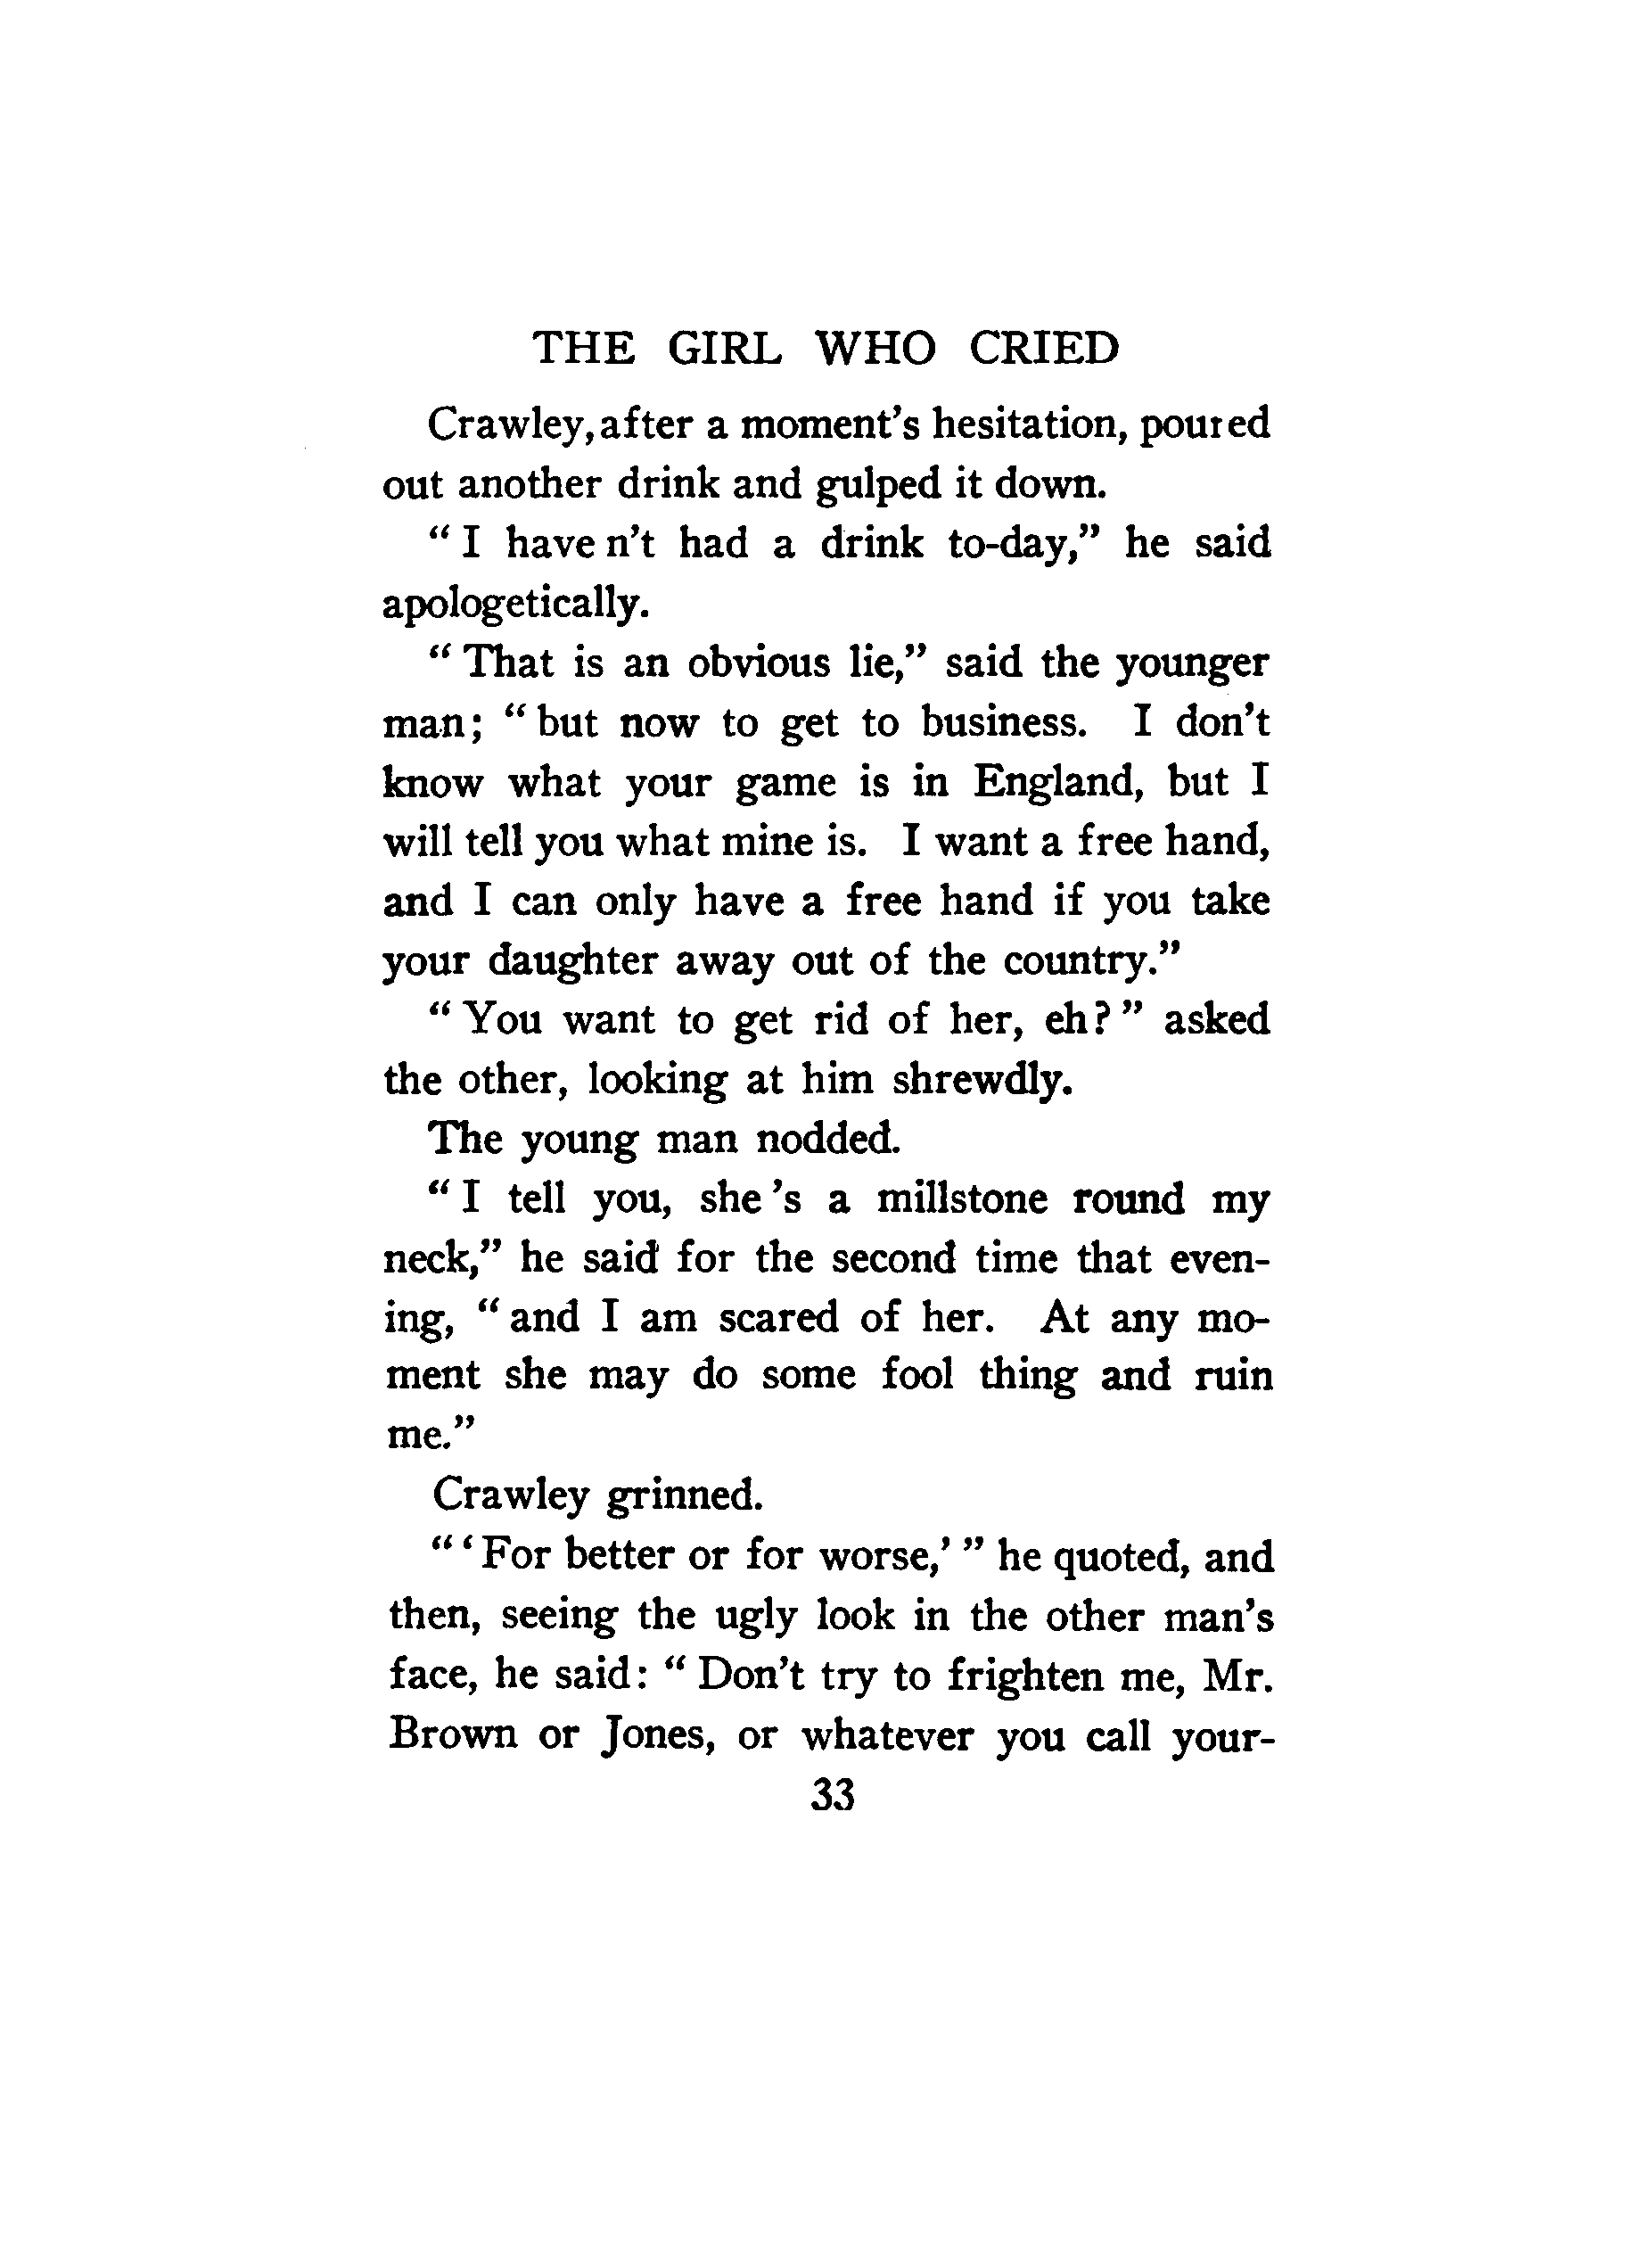 THE GIRL WHO CRIED
Crawley, after a moment's hesitation, poured
out another drink and gulped it down.
“ I have n't had a drink to-day,” he said
apologetically.
“ That is an obvious lie,” said the younger
man; “ but now to get to business. I don't
know what your game is in England, but I
will tell you what mine is. I want a free hand,
and I can only have a free hand if you take
your daughter away out of the country.”
“ You want to get rid of her, eh? ” asked
the other, looking at him shrewdly.
The young man nodded.
“ I tell you, she 's a millstone round my
neck,” he said for the second time that even-
ing, “ and I am scared of her. At any mo-
ment she may do some fool thing and ruin
me.”
Crawley grinned.
“ ‘ For better or for worse,’ ” he quoted, and
then, seeing the ugly look in the other man's
face, he said: “ Don't try to frighten me, Mr.
Brown or Jones, or whatever you call your-
33